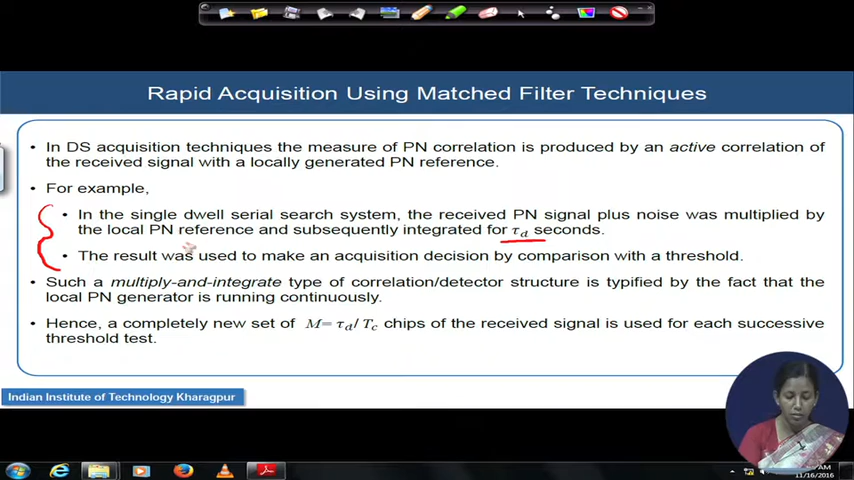 Rapid Acquisition Using Matched Filter Techniques
• In DS acquisition techniques the measure of PN correlation is produced by an active correlation of
the received signal with a locally generated PN reference.
• For example,
• In the single dwell serial search system, the received PN signal plus noise was multiplied by
the local PN reference and subsequently integrated for τd seconds.
• The result was used to make an acquisition decision by comparison with a threshold.
• Such a multiply-and-integrate type of correlation/detector structure is typified by the fact that the
local PN generator is running continuously.
• Hence, a completely new set of M= τd/ Tc chips of the received signal is used for each successive
threshold test.
Indian Institute of Technology Kharagpur
11/16/2016